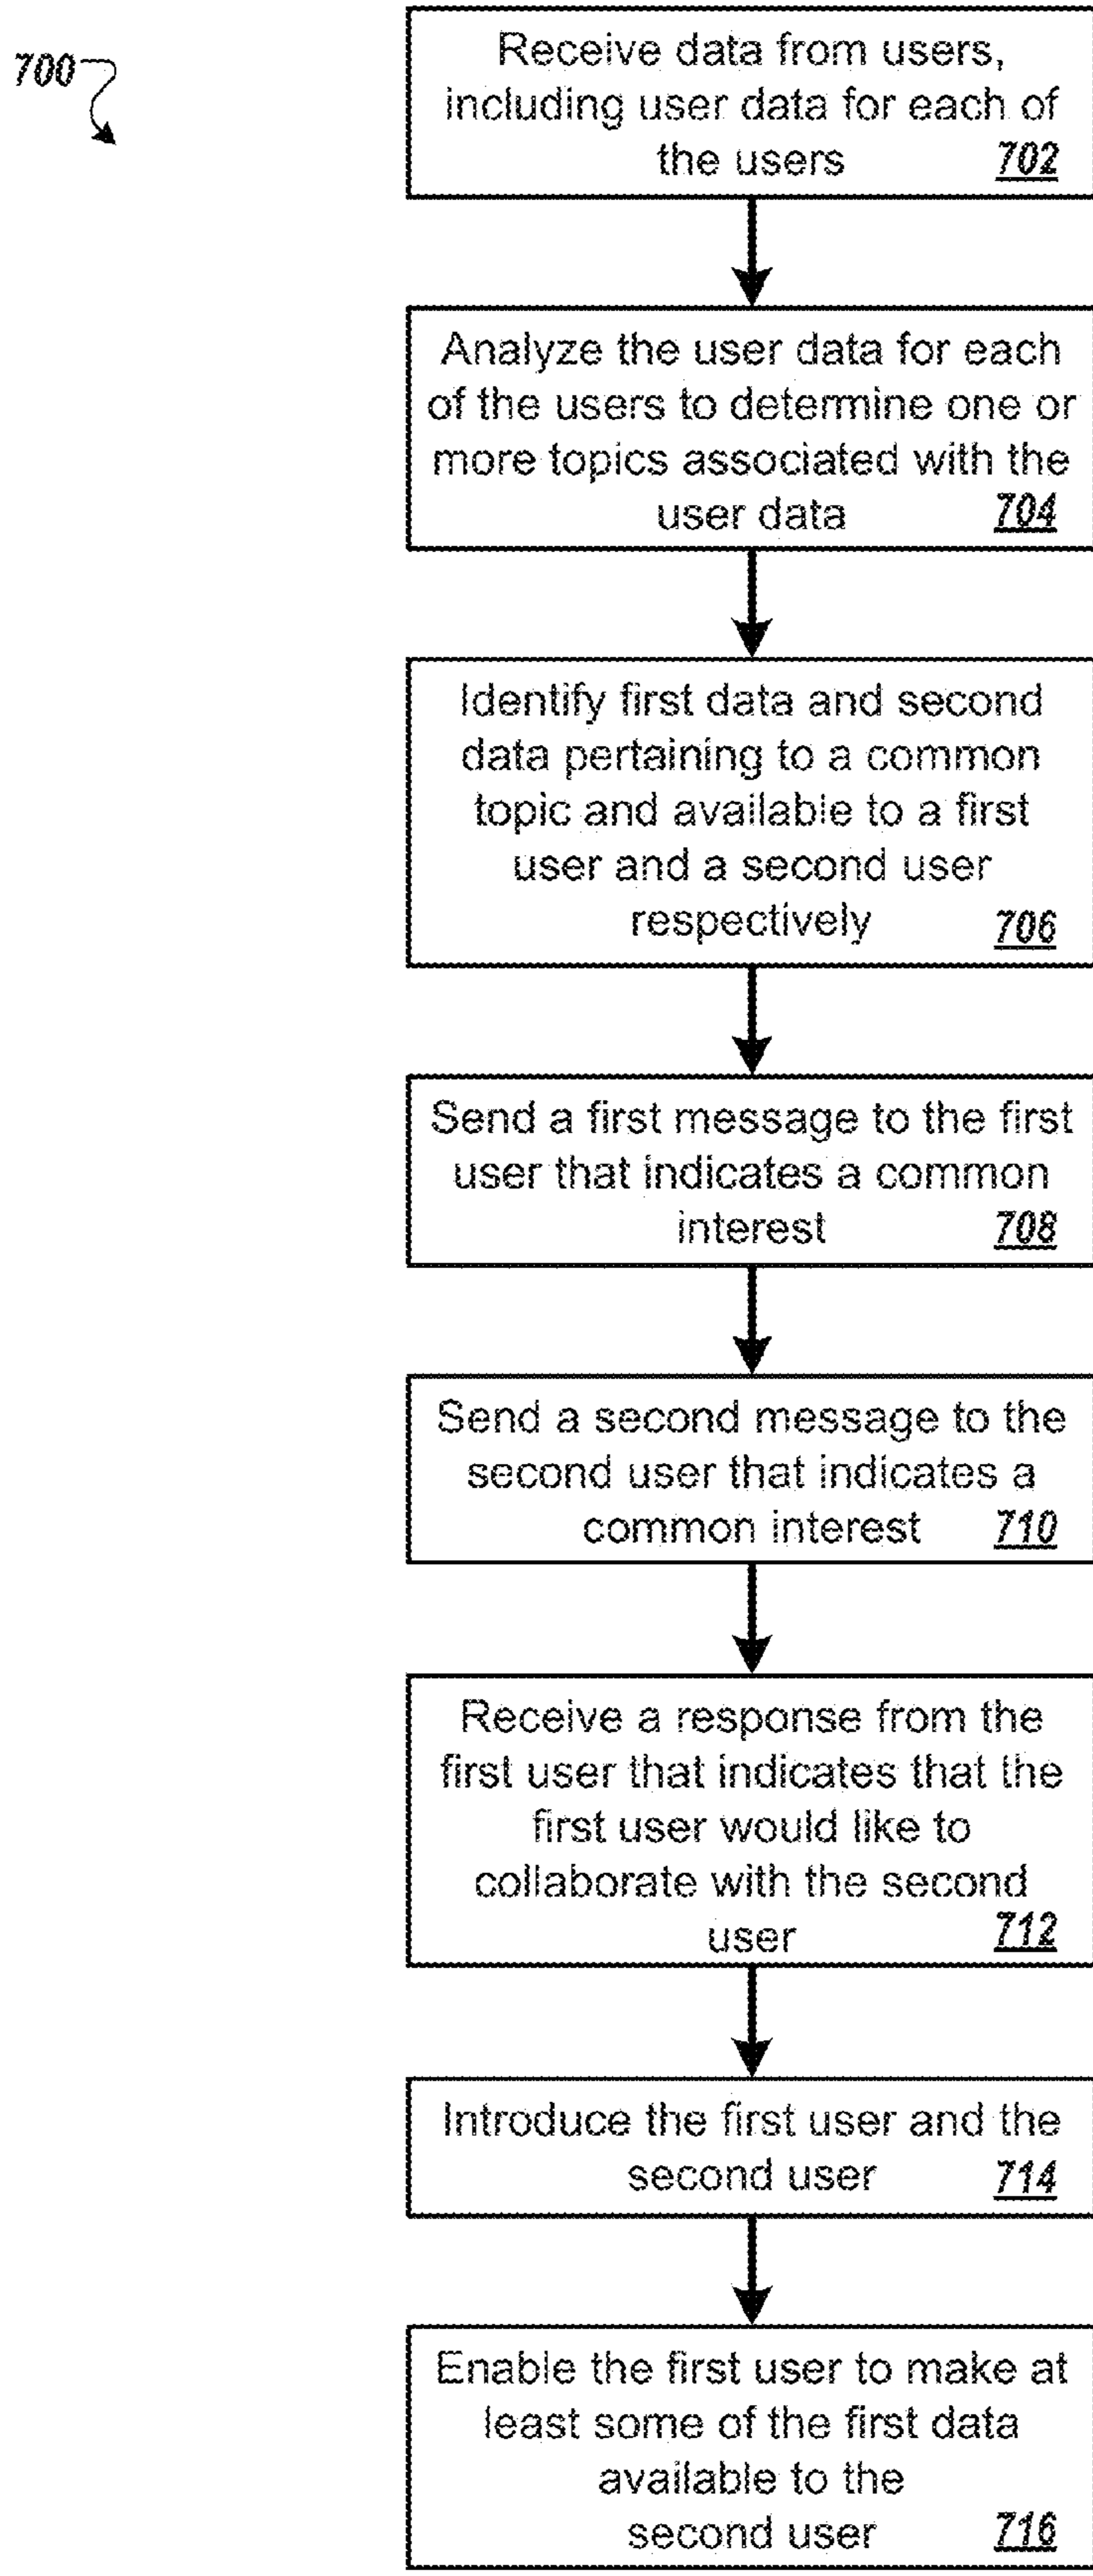 700
Receive data from users,
including user data for each of
the users 702
Analyze the user data for each
of the users to determine one or
more topics associated with the
user data 704
Identify first data and second
data pertaining to a common
topic and available to a first
user and a second user
respectively 706
Send a first message to the first
user that indicates a common
interest 708
Send a second message to the
second user that indicates a
common interest 710
Receive a response from the
first user that indicates that the
first user would like to
collaborate with the second
user 712
Introduce the first user and the
second user 714
Enable the first user to make at
least some of the first data
available to the
second user 716